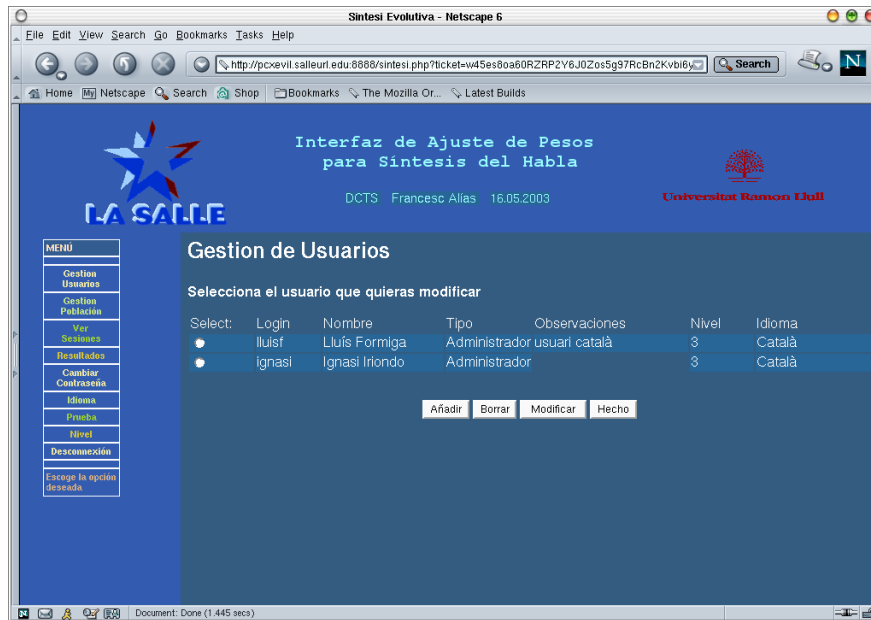 Sintesi Evolutiva - Netscape 6
File Edit View Search Go Bookmarks Tasks Help
http://pcxevil.salleurl.edu:8888/sintesi.php?ticket=w45es8oa60RZRP2Y6J0Zos5g97RcBn2Kvbi6y
Search
N
Home My Netscape Search Shop Bookmarks The Mozilla Or... Latest Builds
LA SALLE
Interfaz de Ajuste de Pesos
para Síntesis del Habla
DCTS Francesc Alías 16.05.2003
Universitat Ramon Llull
MENÚ
Gestion
Usuarios
Gestion
Población
Ver
Sesiones
Resultados
Cambiar
Contraseña
Idioma
Prueba
Nivel
Desconnexión
Escoge la opción
deseada
Gestion de Usuarios
Selecciona el usuario que quieras modificar
Select: Login Nombre Tipo Observaciones Nivel Idioma
lluisf Lluís Formiga Administrador usuari català 3 Català
ignasi Ignasi Iriondo Administrador 3 Català
Añadir Borrar Modificar Hecho
Document: Done (1.445 secs)